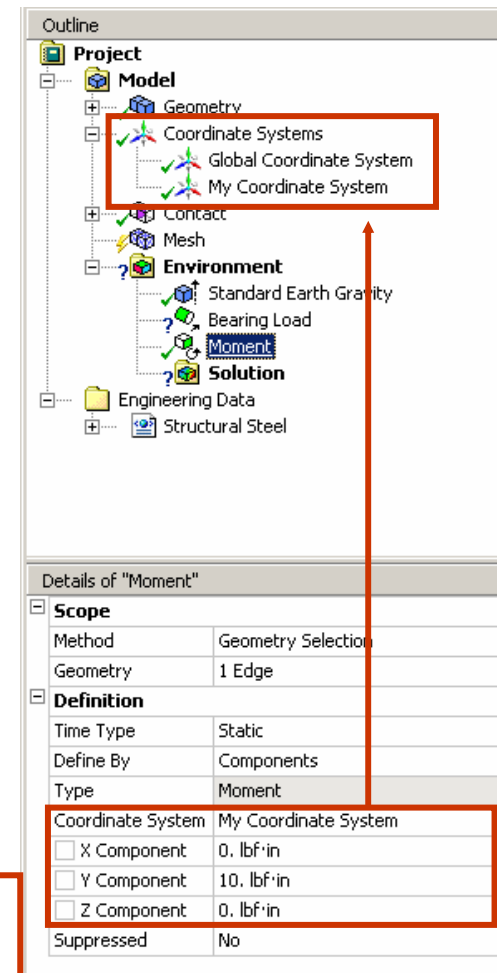 Outline
Project
Model
Geometry
Coordinate Systems
Global Coordinate System
My Coordinate System
Contact
Mesh
Environment
Standard Earth Gravity
Bearing Load
Moment
Solution
Engineering Data
Structural Steel
Details of "Moment"
Scope
Method Geometry Selection
Geometry 1 Edge
Definition
Time Type Static
Define By Components
Type Moment
Coordinate System My Coordinate System
X Component 0. lbf·in
Y Component 10. lbf·in
Z Component 0. lbf·in
Suppressed No